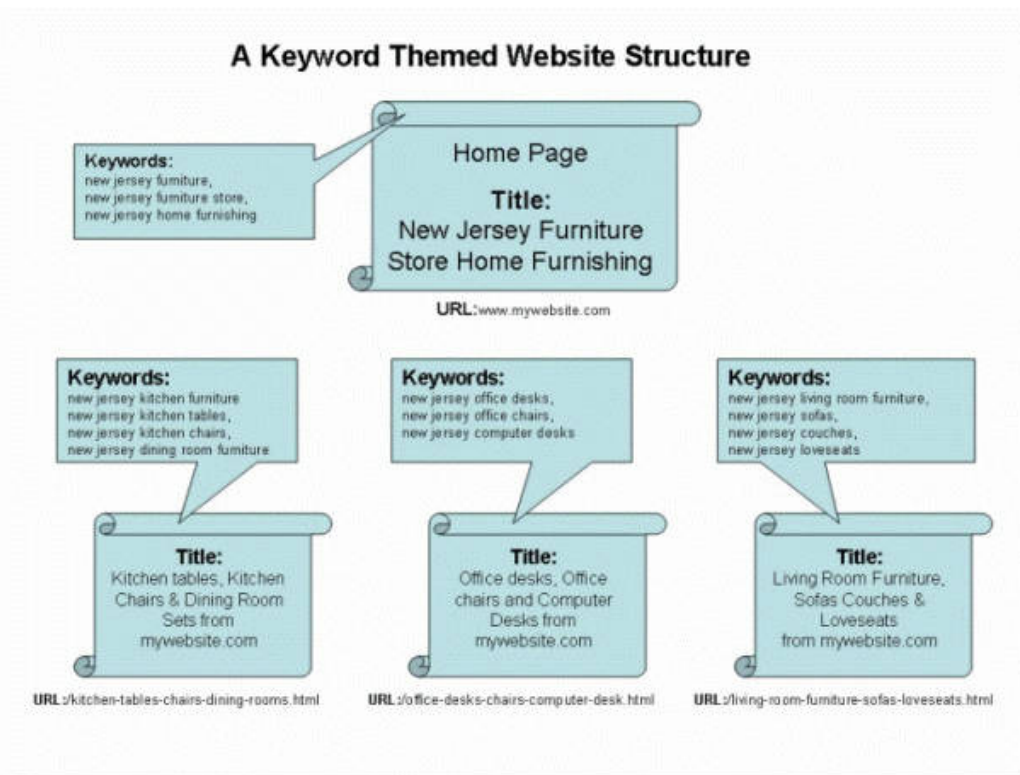 A Keyword Themed Website Structure
Keywords:
new jersey furniture,
new jersey furniture store,
new jersey home furnishing
Home Page
Title:
New Jersey Furniture
Store Home Furnishing
URL:www.mywebsite.com
Keywords:
new jersey kitchen furniture
new jersey kitchen tables,
new jersey kitchen chairs,
new jersey dining room furniture
Title:
Kitchen tables, Kitchen
Chairs & Dining Room
Sets from
mywebsite.com
URL:/kitchen-tables-chairs-dining-rooms.html
Keywords:
new jersey office desks,
new jersey office chairs,
new jersey computer desks
Title:
Office desks, Office
chairs and Computer
Desks from
mywebsite.com
URL:/office-desks-chairs-computer-desk.html
Keywords:
new jersey living room furniture,
new jersey sofas,
new jersey couches,
new jersey loveseats
Title:
Living Room Furniture,
Sofas Couches &
Loveseats
from mywebsite.com
URL:/living-room-furniture-sofas-loveseats.html